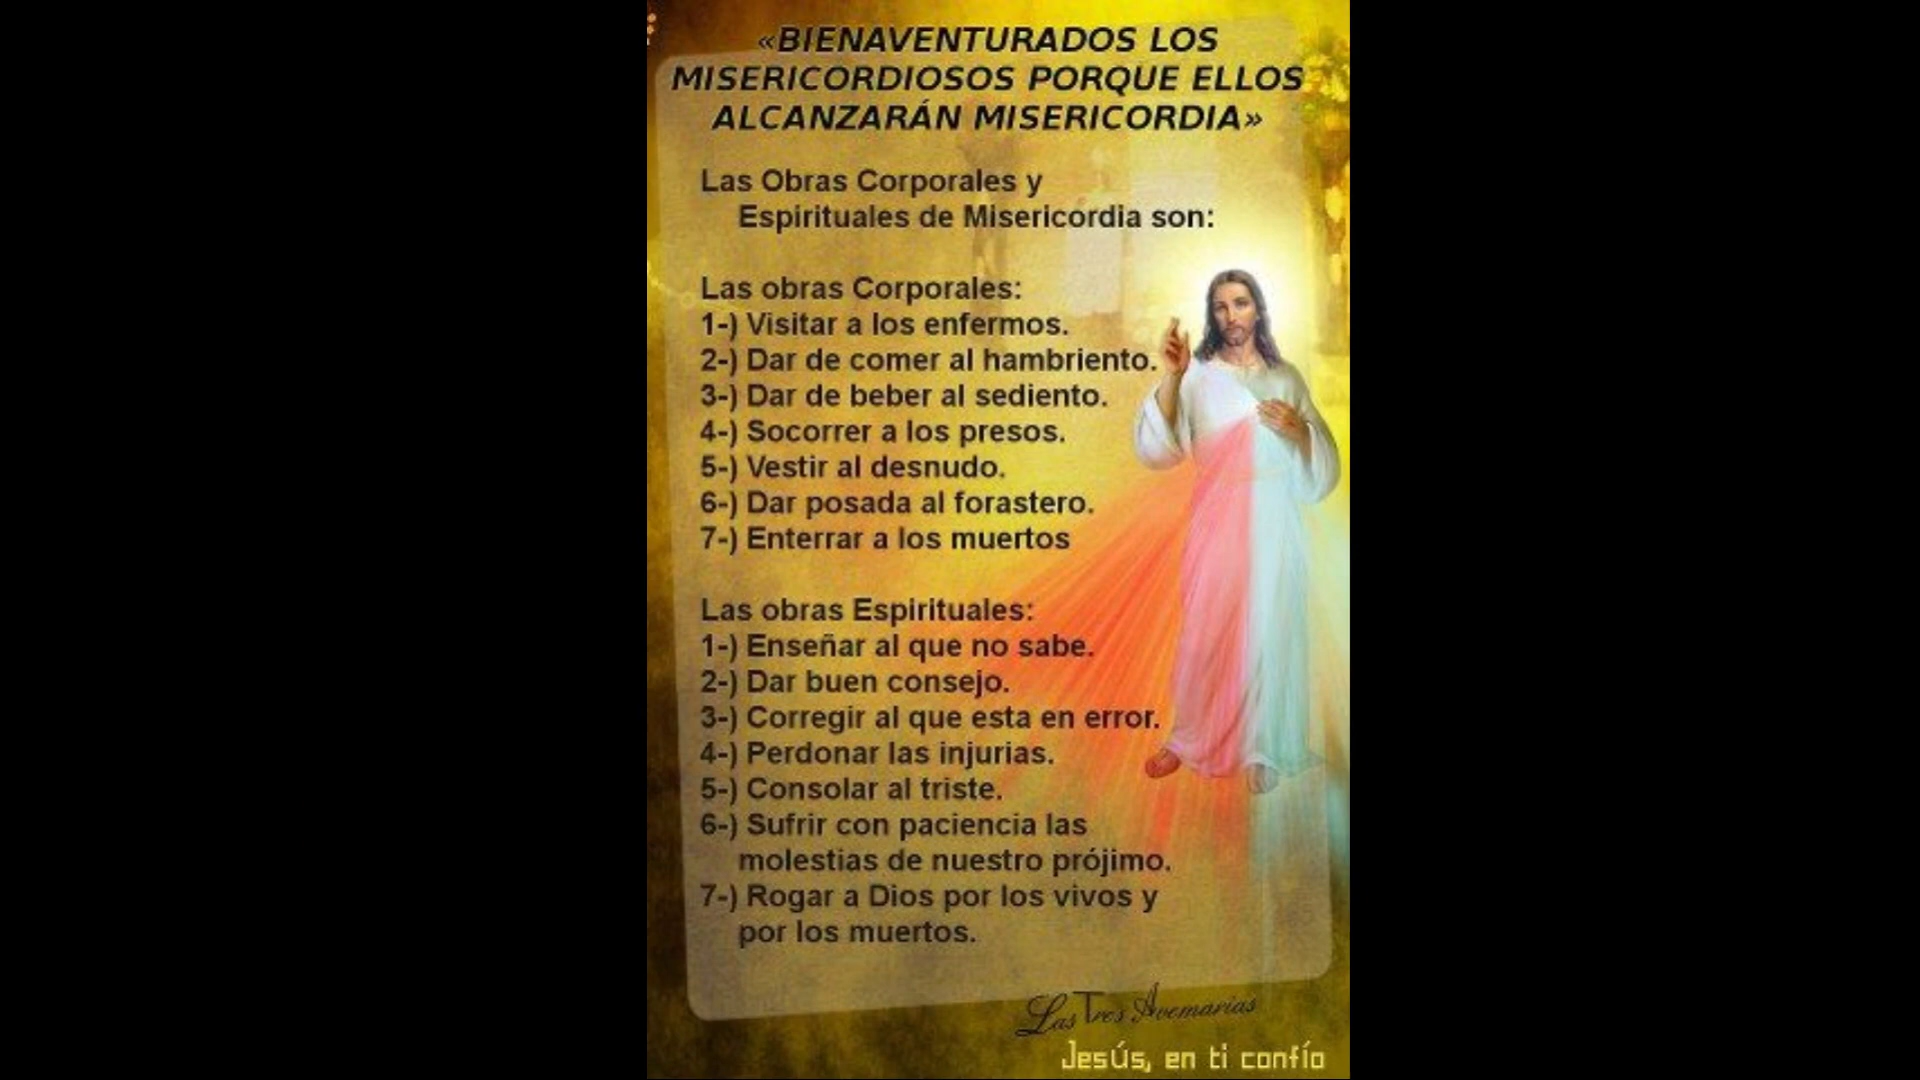 «BIENAVENTURADOS LOS
MISERICORDIOSOS PORQUE ELLOS
ALCANZARÁN MISERICORDIA»
Las Obras Corporales y
Espirituales de Misericordia son:
Las obras Corporales:
1-) Visitar a los enfermos.
2-) Dar de comer al hambriento.
3-) Dar de beber al sediento.
4-) Socorrer a los presos.
5-) Vestir al desnudo.
6-) Dar posada al forastero.
7-) Enterrar a los muertos
Las obras Espirituales:
1-) Enseñar al que no sabe.
2-) Dar buen consejo.
3-) Corregir al que esta en error.
4-) Perdonar las injurias.
5-) Consolar al triste.
6-) Sufrir con paciencia las
molestias de nuestro prójimo.
7-) Rogar a Dios por los vivos y
por los muertos.
Las Tres Avemarías
Jesús, en ti confío